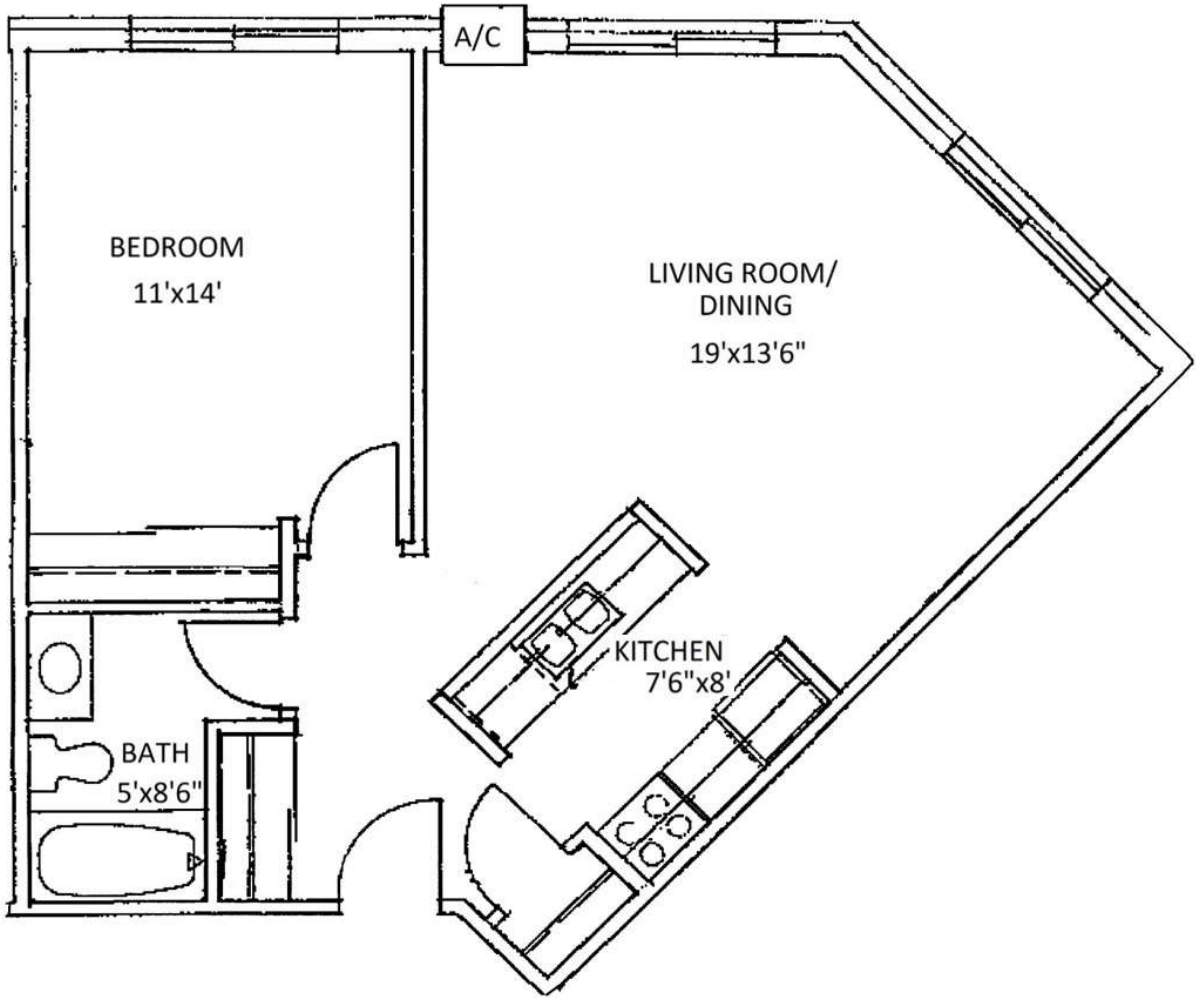 A/C
BEDROOM
11'x14'
LIVING ROOM/
DINING
19'x13'6"
KITCHEN
7'6"x8'
BATH
5'x8'6"